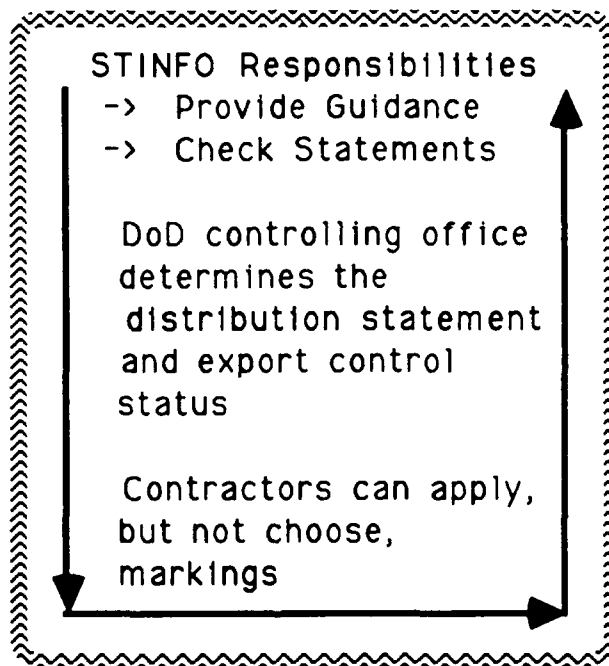 STINFO Responsibilities
-> Provide Guidance
-> Check Statements
DoD controlling office
determines the
distribution statement
and export control
status
Contractors can apply,
but not choose,
markings